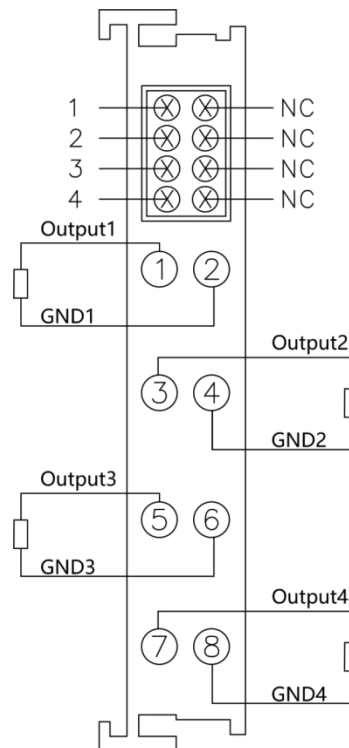 1 NC
2 NC
3 NC
4 NC
Output1
1 2
GND1
Output2
3 4
GND2
Output3
5 6
GND3
Output4
7 8
GND4